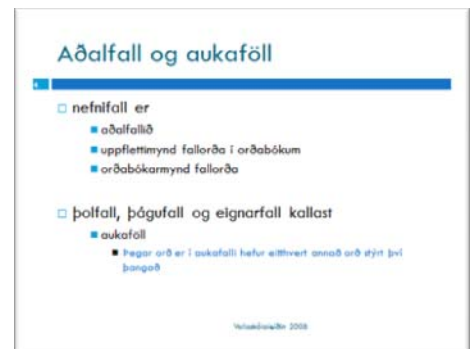 Aðalfall og aukaföll
nefnifall er
aðalfallið
uppflettimynd fallorða í orðabókum
orðabókarmynd fallorða
þolfall, þágufall og eignarfall kallast
aukaföll
Þegar orð er í aukafalli hefur eitthvert annað orð stýrt því
þangað
2008